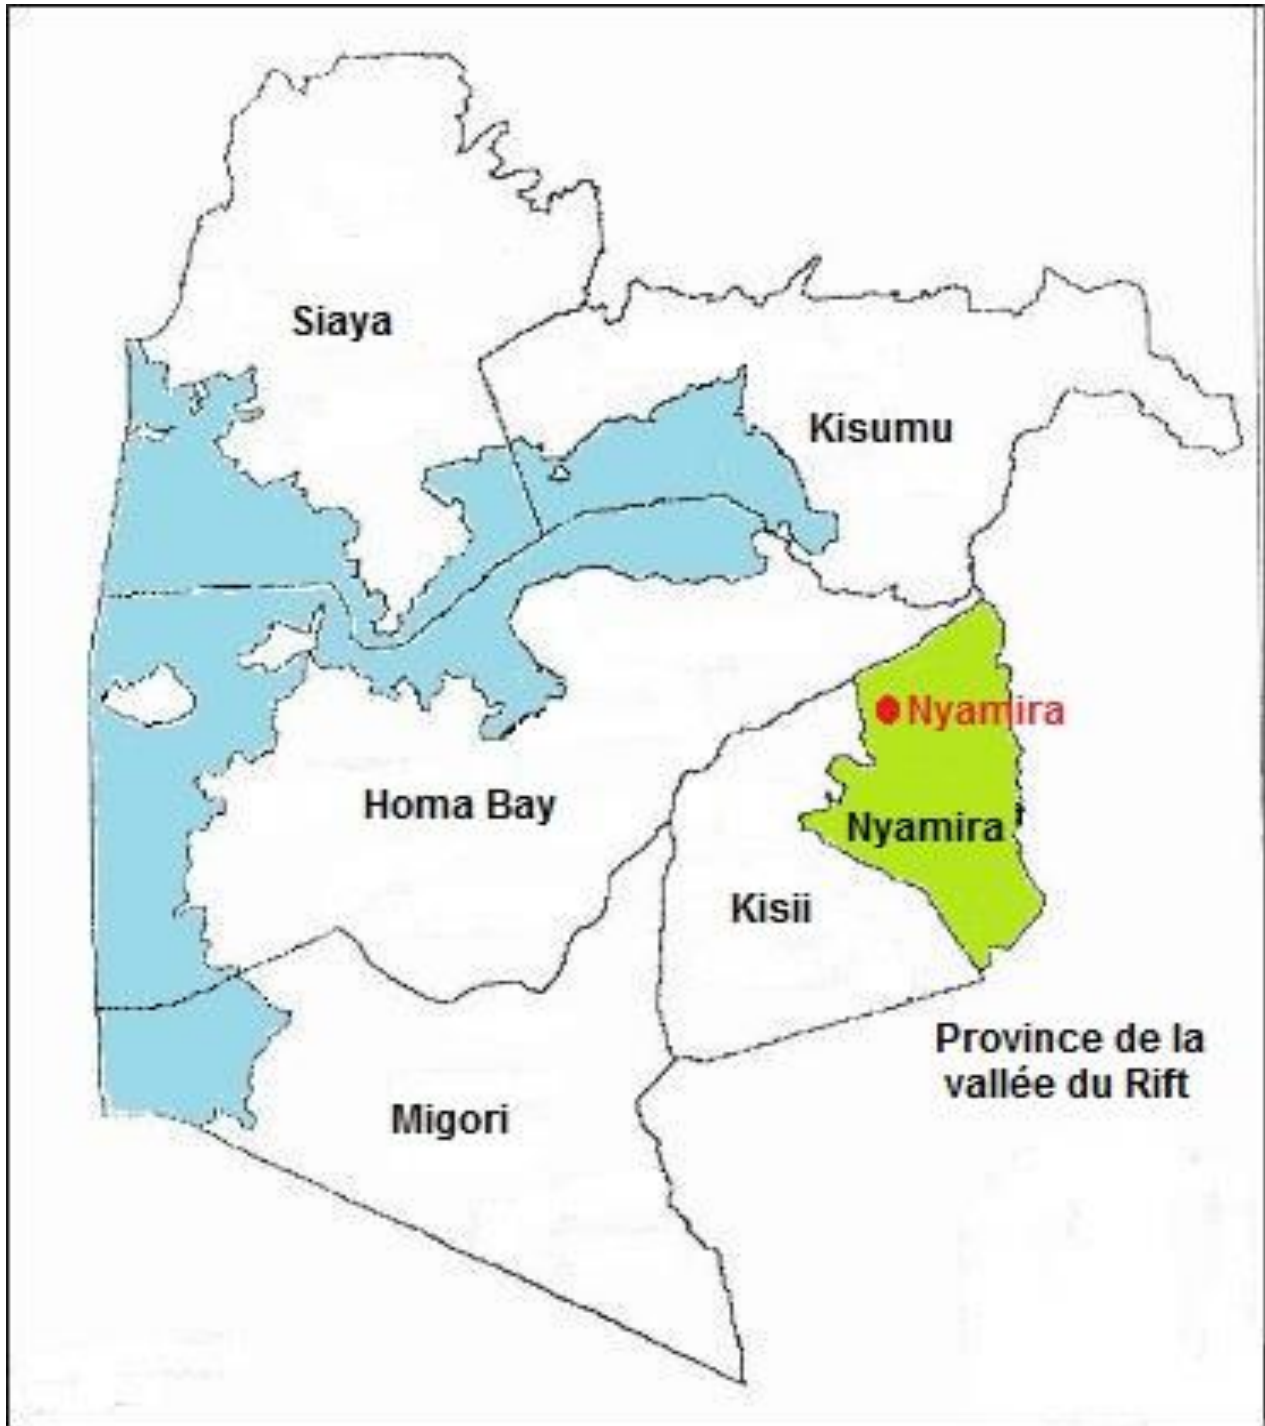 Siaya
Kisumu
Nyamira
Homa Bay
Nyamira
Kisii
Province de la
vallée du Rift
Migori